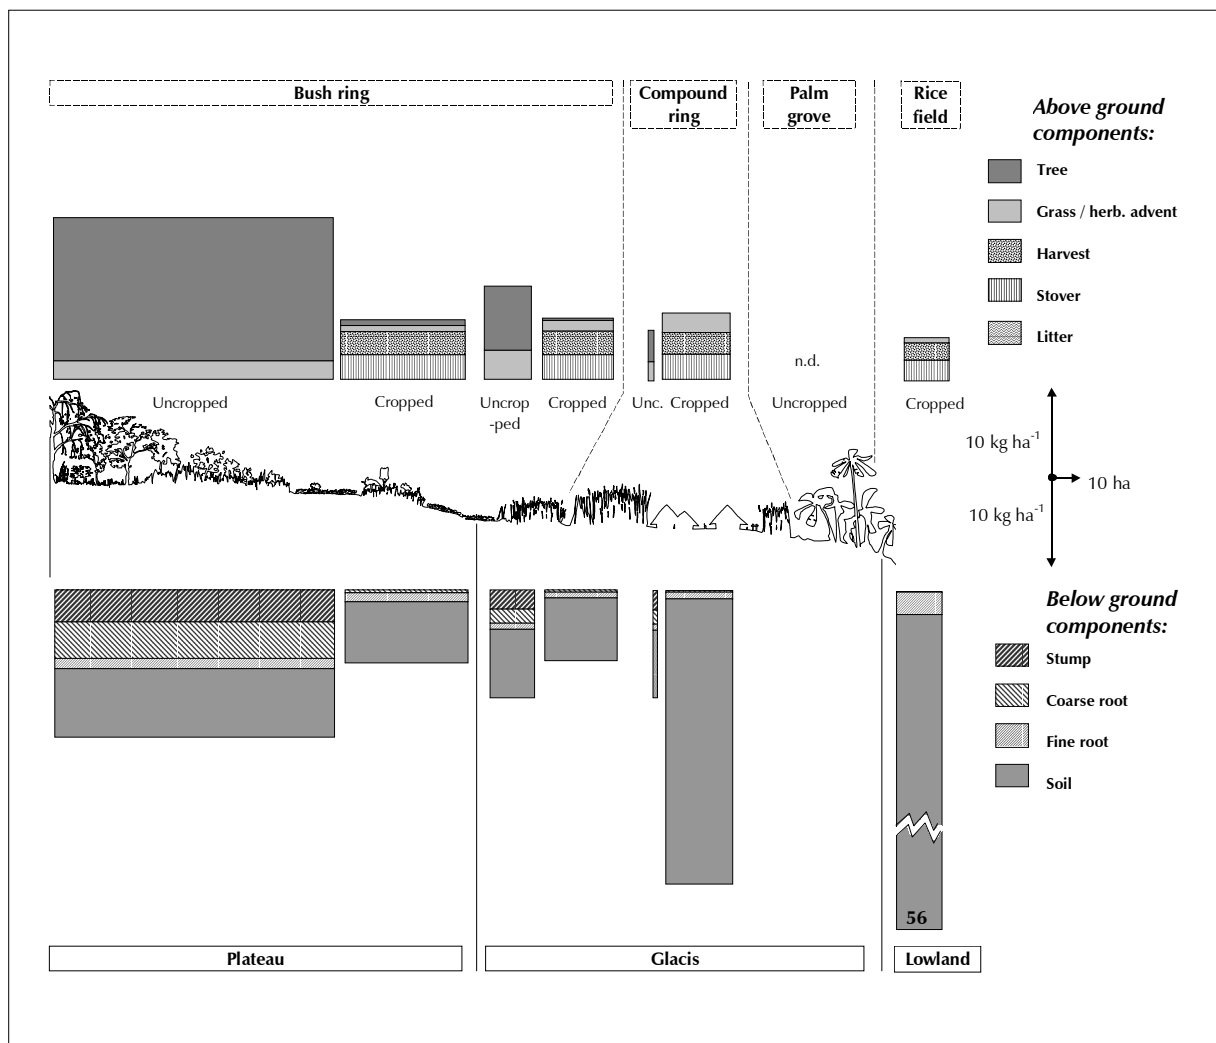 Bush ring
Compound
ring
Palm
grove
Rice
field
Above ground
components:
Tree
Grass / herb. advent
Harvest
Stover
Litter
n.d.
Uncropped
Cropped
Uncrop
-ped
Cropped
Unc.
Cropped
Uncropped
Cropped
10 kg ha⁻¹
10 ha
10 kg ha⁻¹
Below ground
components:
Stump
Coarse root
Fine root
Soil
56
Plateau
Glacis
Lowland